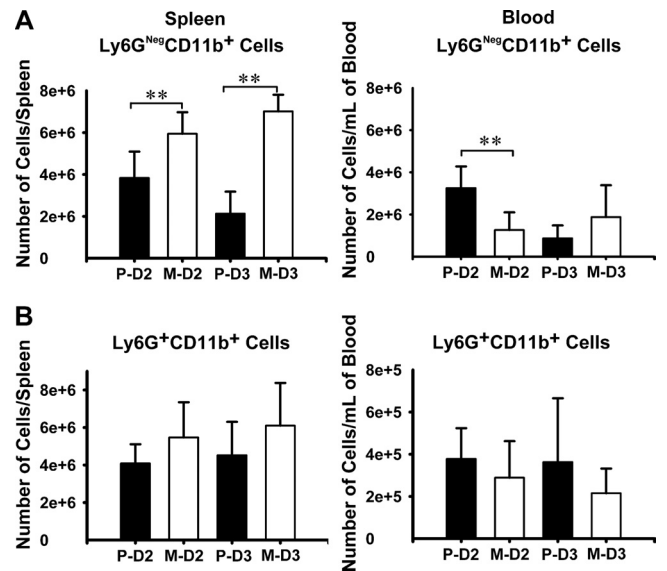 A
Spleen
Ly6G^NegCD11b⁺ Cells
Number of Cells/Spleen
8e+6
6e+6
4e+6
2e+6
0
**
**
P-D2 M-D2 P-D3 M-D3
Blood
Ly6G^NegCD11b⁺ Cells
Number of Cells/mL of Blood
8e+6
6e+6
4e+6
2e+6
0
**
P-D2 M-D2 P-D3 M-D3
B
Ly6G⁺CD11b⁺ Cells
Number of Cells/Spleen
8e+6
6e+6
4e+6
2e+6
0
P-D2 M-D2 P-D3 M-D3
Ly6G⁺CD11b⁺ Cells
Number of Cells/mL of Blood
8e+5
6e+5
4e+5
2e+5
0
P-D2 M-D2 P-D3 M-D3